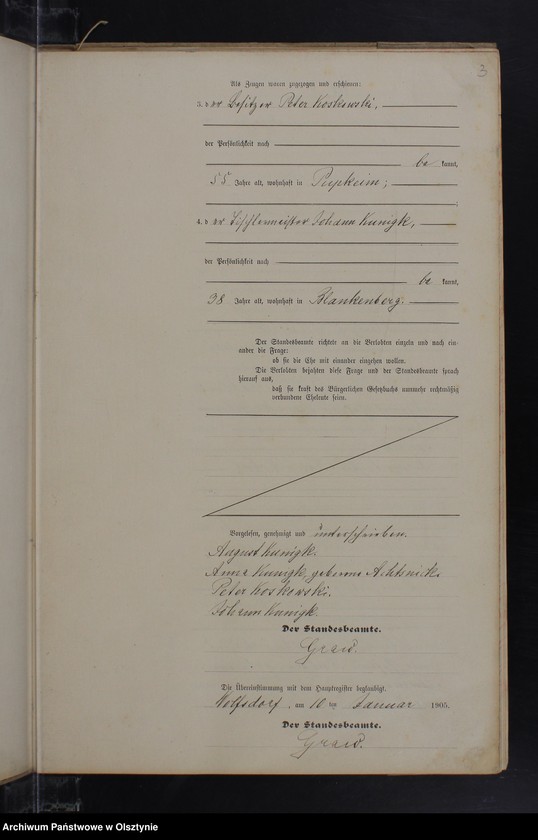 3
Als Zeugen waren zugezogen und erschienen:
3. der Besitzer Peter Koskowski,
der Persönlichkeit nach
be kannt,
55 Jahre alt, wohnhaft in Pupkeim;
4. der Tischlermeister Johann Kunigk,
der Persönlichkeit nach
be kannt,
38 Jahre alt, wohnhaft in Blankenberg.
Der Standesbeamte richtete an die Verlobten einzeln und nach ein-
ander die Frage:
ob sie die Ehe mit einander eingehen wollen.
Die Verlobten bejahten diese Frage und der Standesbeamte sprach
hierauf aus,
daß sie kraft des Bürgerlichen Gesetzbuchs nunmehr rechtmäßig
verbundene Eheleute seien.
Vorgelesen, genehmigt und unterschrieben.
August Kunigk.
Anna Kunigk, geborene Achtsnick.
Peter Koskowski.
Johann Kunigk.
Der Standesbeamte.
Die Übereinstimmung mit dem Hauptregister beglaubigt.
Wolfsdorf, am 10ten Januar 1905.
Der Standesbeamte.
Archiwum Państwowe w Olsztynie